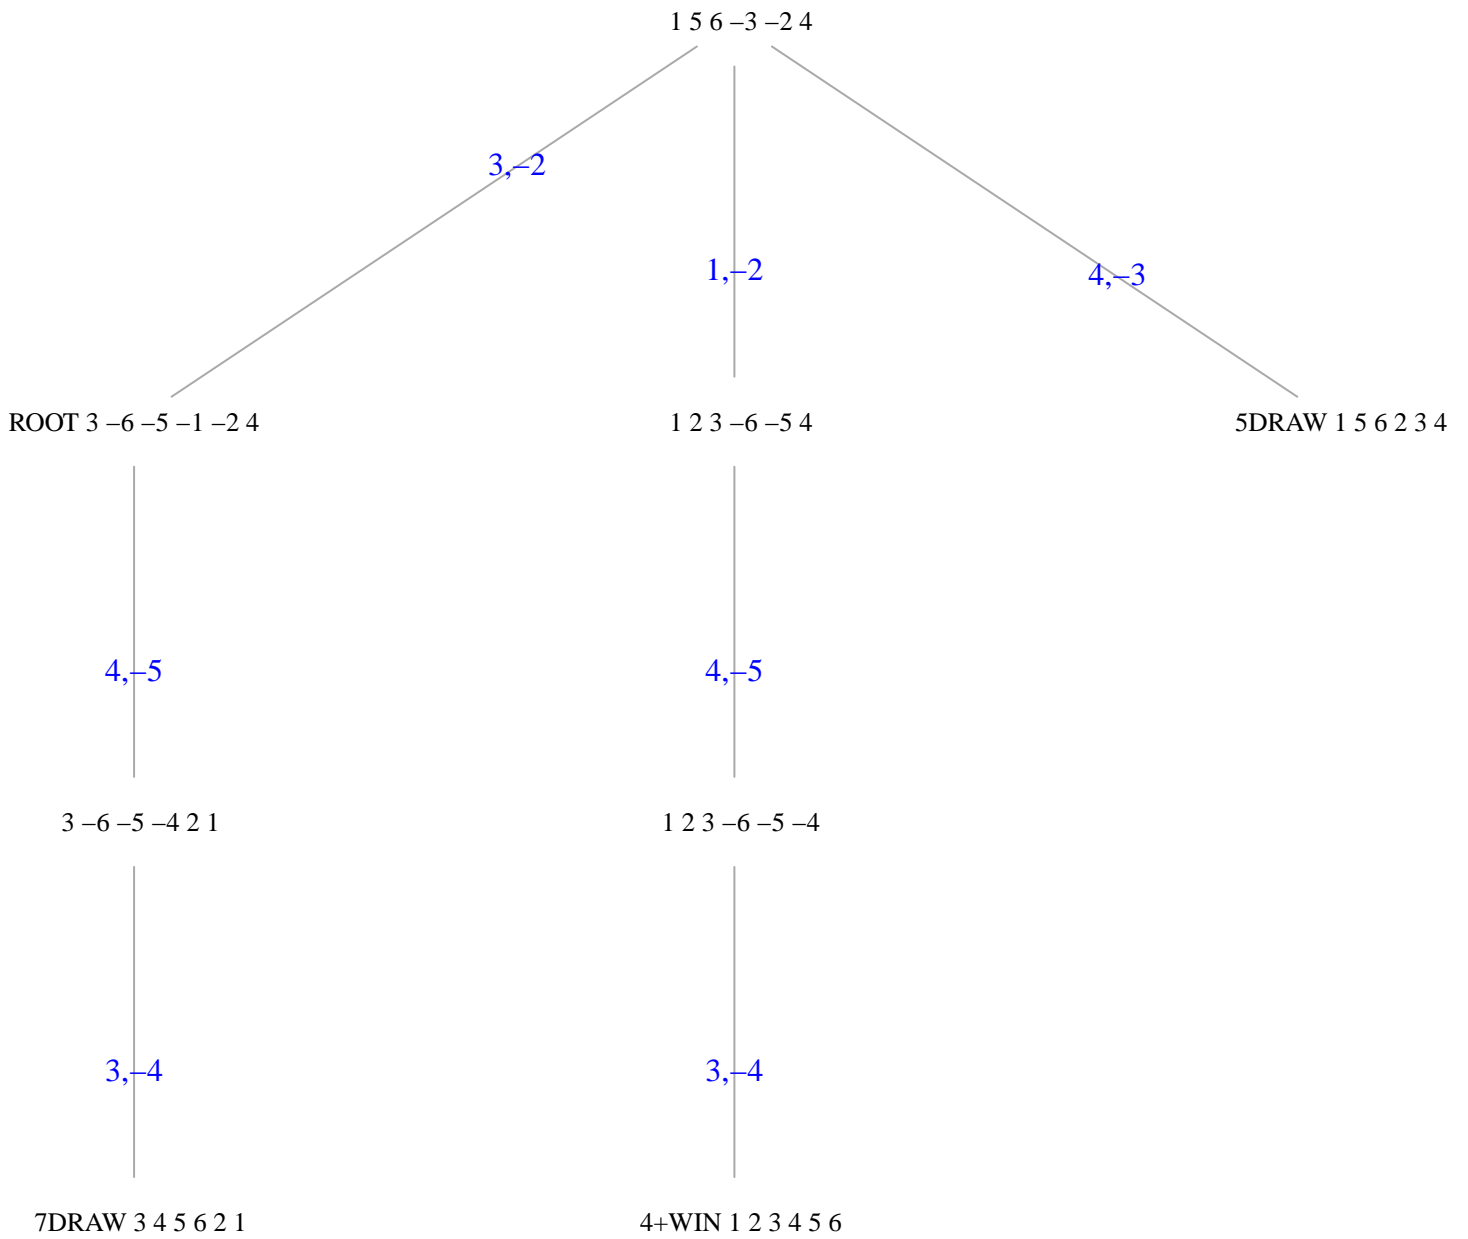 1 5 6 –3 –2 4
3,–2
1,–2
4,–3
ROOT 3 –6 –5 –1 –2 4
1 2 3 –6 –5 4
5DRAW 1 5 6 2 3 4
4,–5
4,–5
3 –6 –5 –4 2 1
1 2 3 –6 –5 –4
3,–4
3,–4
7DRAW 3 4 5 6 2 1
4+WIN 1 2 3 4 5 6